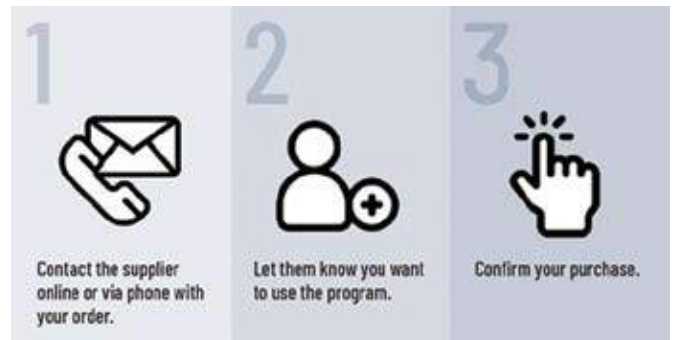 1
Contact the supplier
online or via phone with
your order.
2
Let them know you want
to use the program.
3
Confirm your purchase.